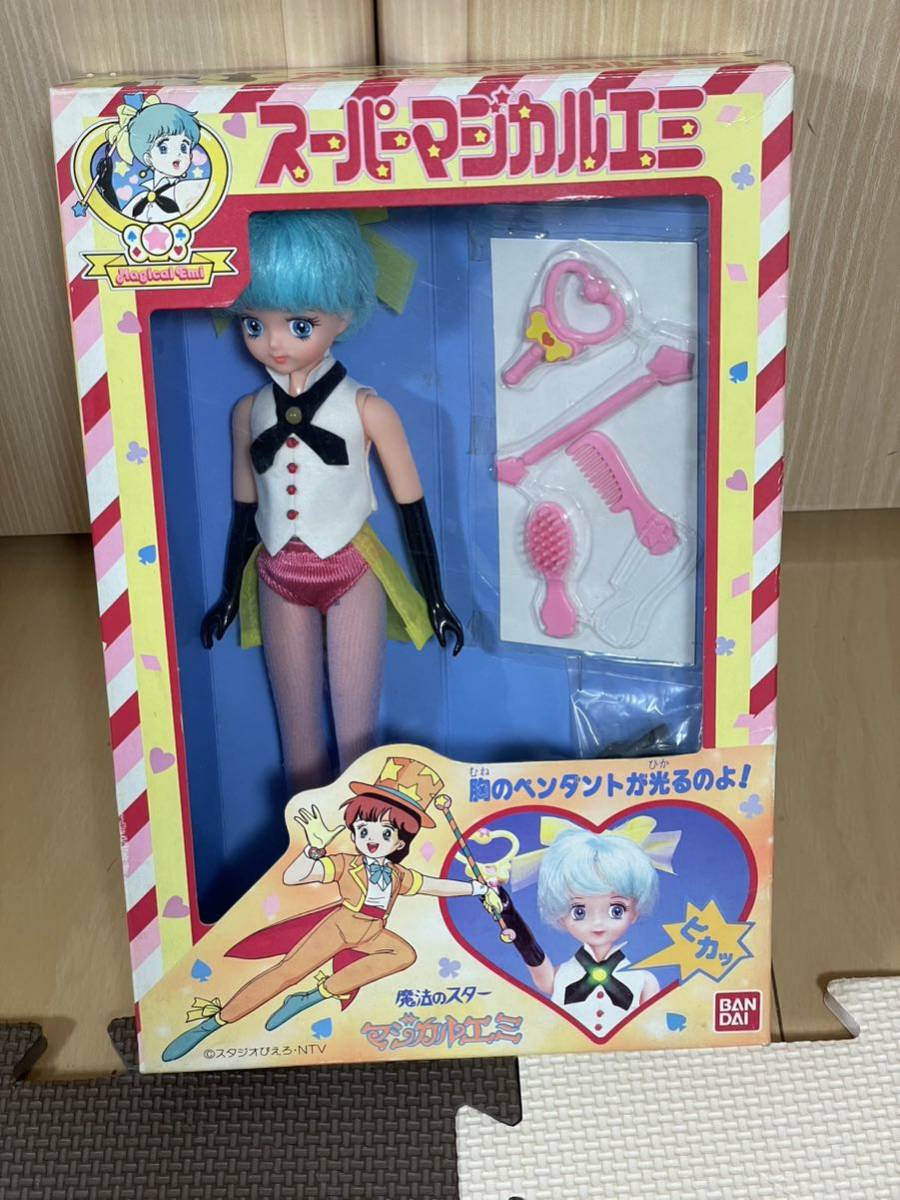 スーパーマジカルエミ
Magical Emi
胸のペンダントが光るのよ!
むね
ひか
ピカッ
魔法のスター
マジカルエミ
©スタジオぴえろ・NTV
BAN
DAI